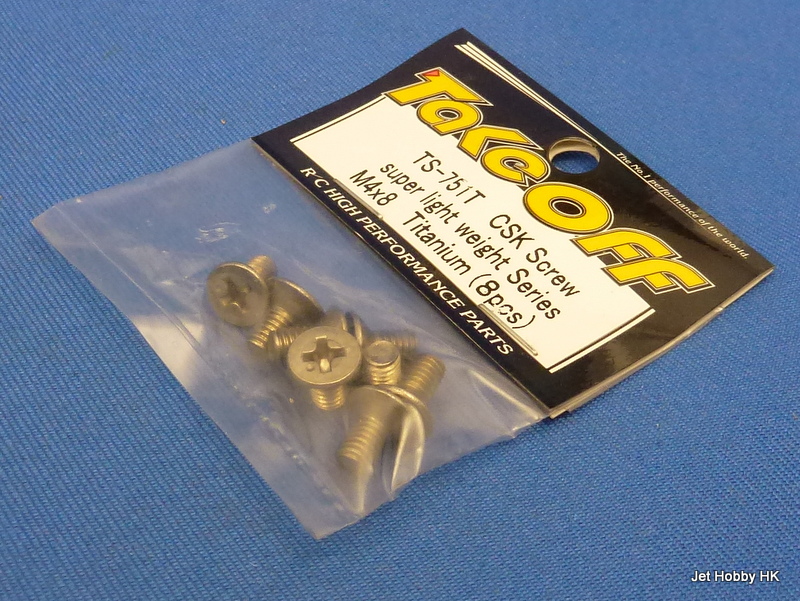 The No.1 performance of the world.
TakeOff
TS-751T CSK Screw
super light weight Series
M4x8 Titanium (8pcs)
R/C HIGH PERFORMANCE PARTS
Jet Hobby HK